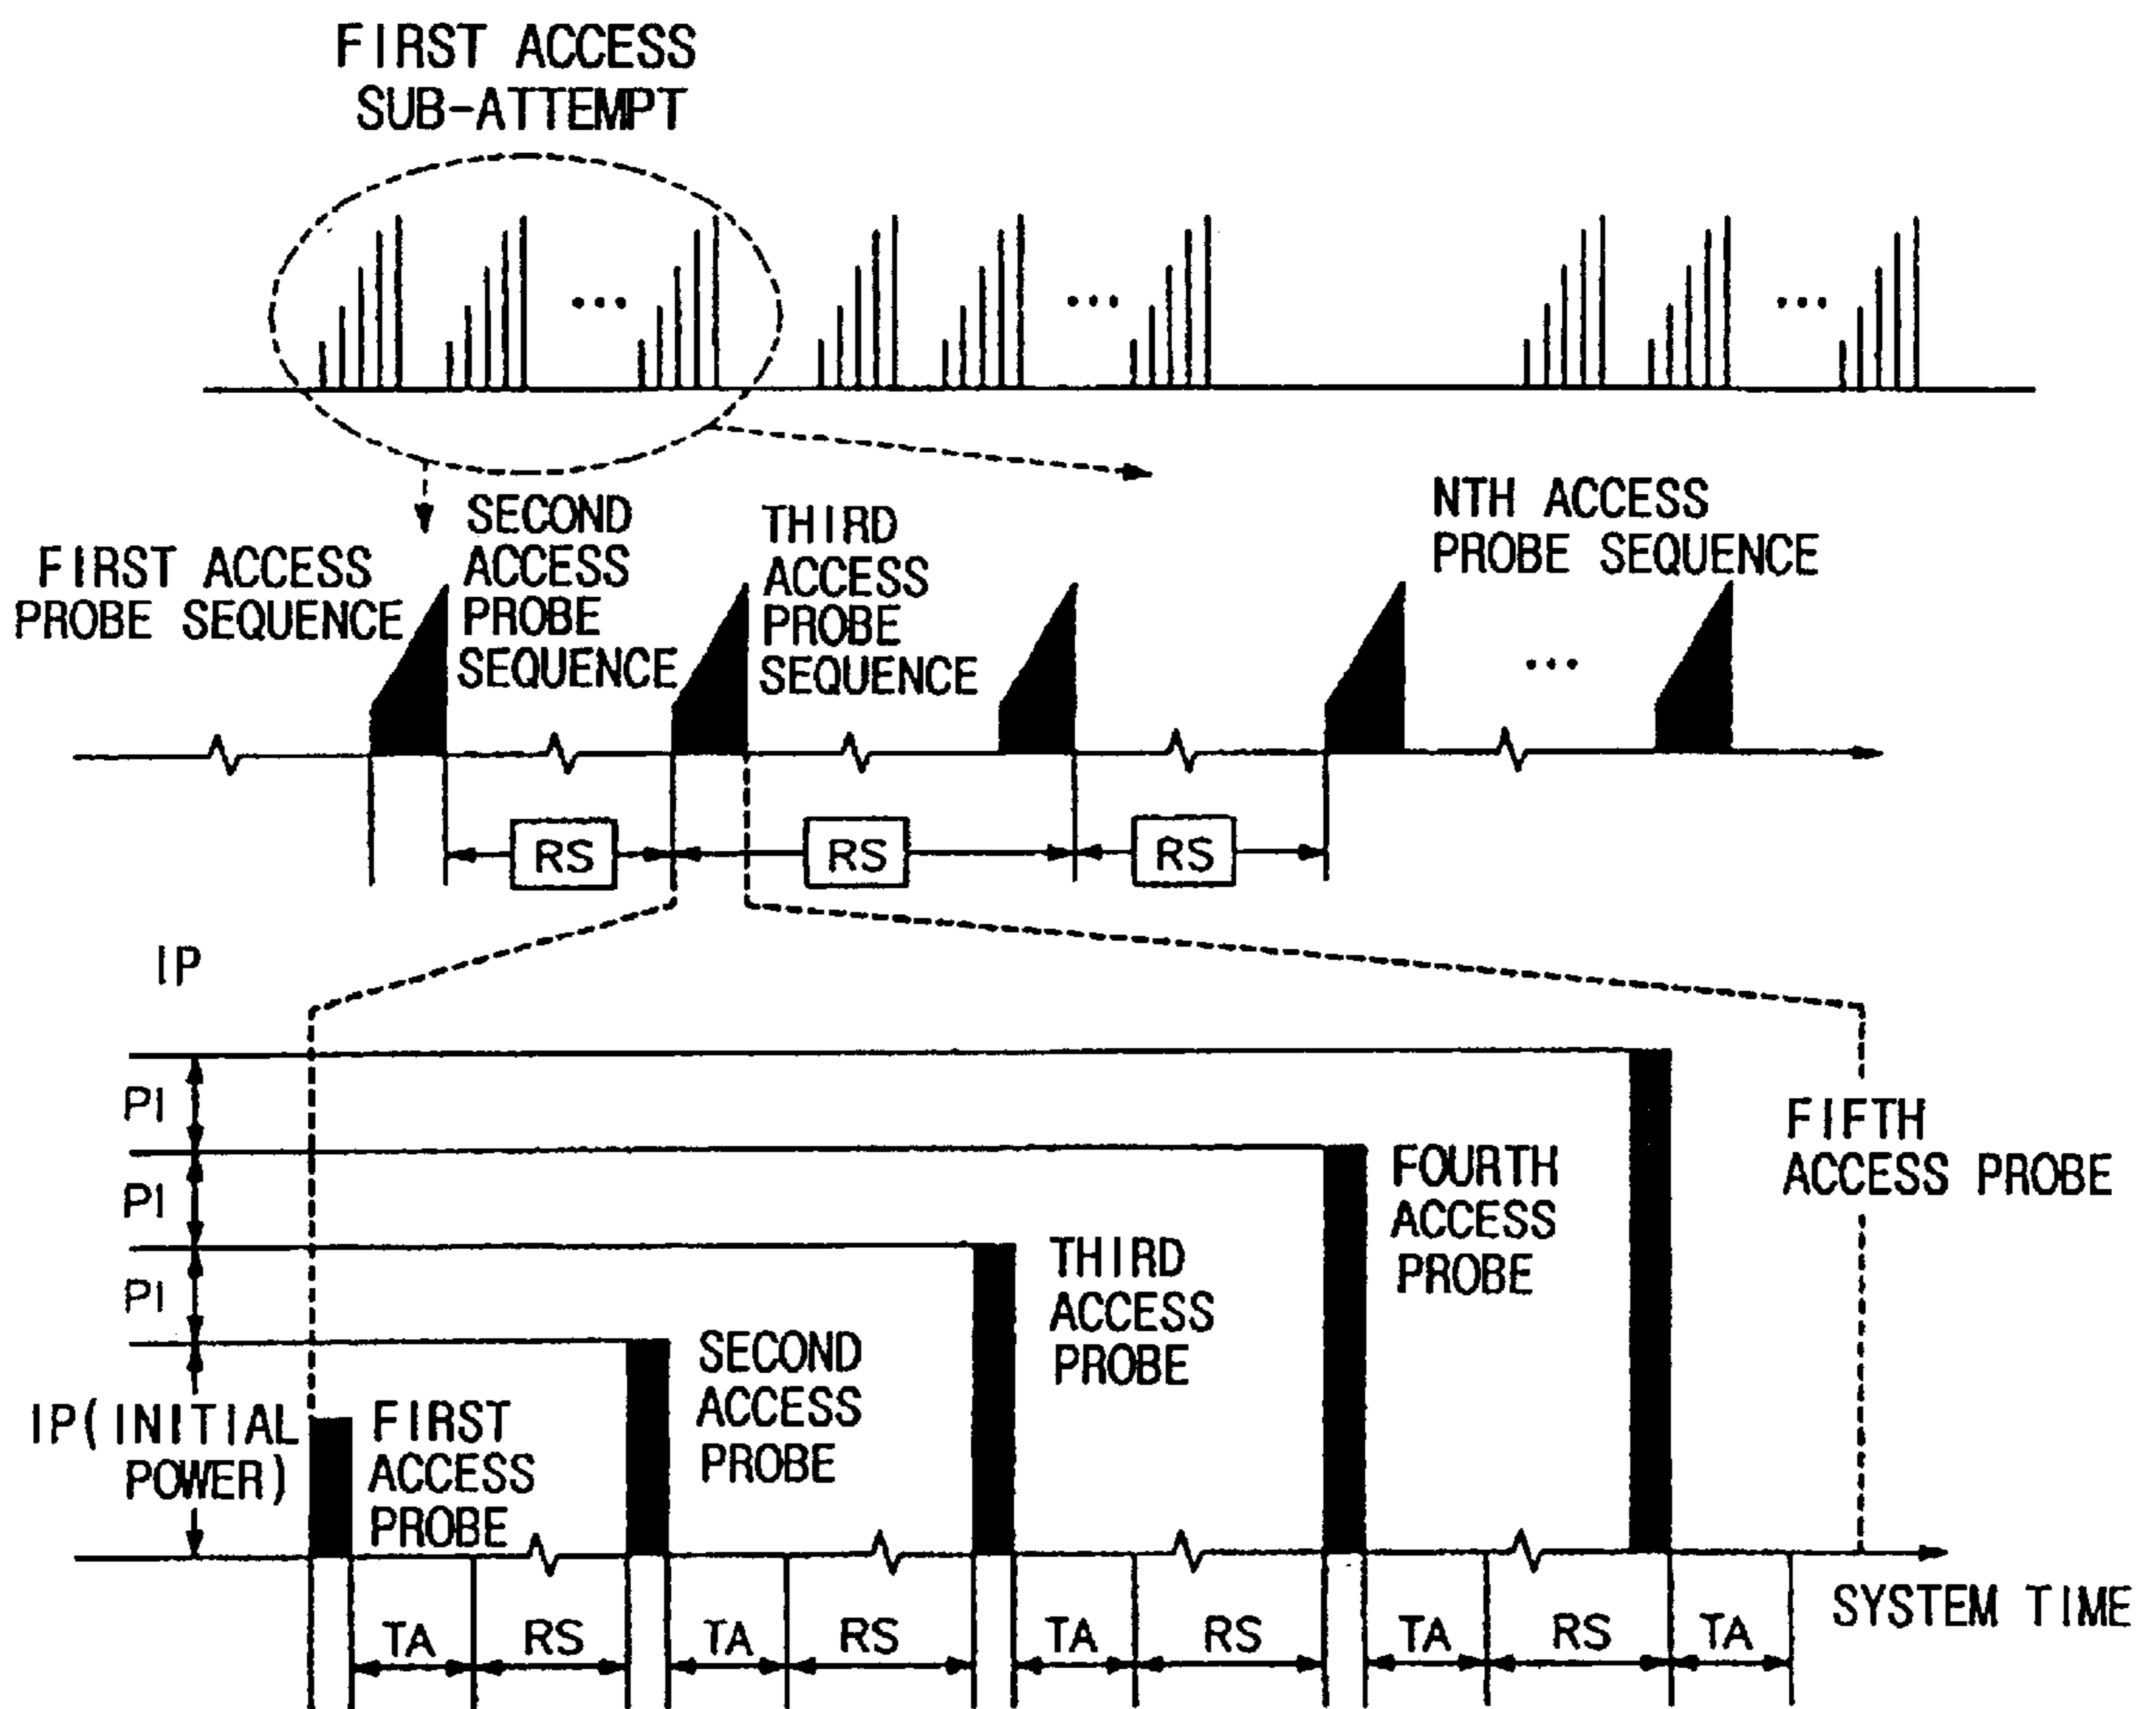 FIRST ACCESS
SUB-ATTEMPT
...
...
...
FIRST ACCESS
PROBE SEQUENCE
SECOND
ACCESS
PROBE
SEQUENCE
THIRD
ACCESS
PROBE
SEQUENCE
NTH ACCESS
PROBE SEQUENCE
...
RS
RS
RS
IP
PI
PI
PI
IP(INITIAL
POWER)
FIRST
ACCESS
PROBE
SECOND
ACCESS
PROBE
THIRD
ACCESS
PROBE
FOURTH
ACCESS
PROBE
FIFTH
ACCESS PROBE
SYSTEM TIME
TA
RS
TA
RS
TA
RS
TA
RS
TA